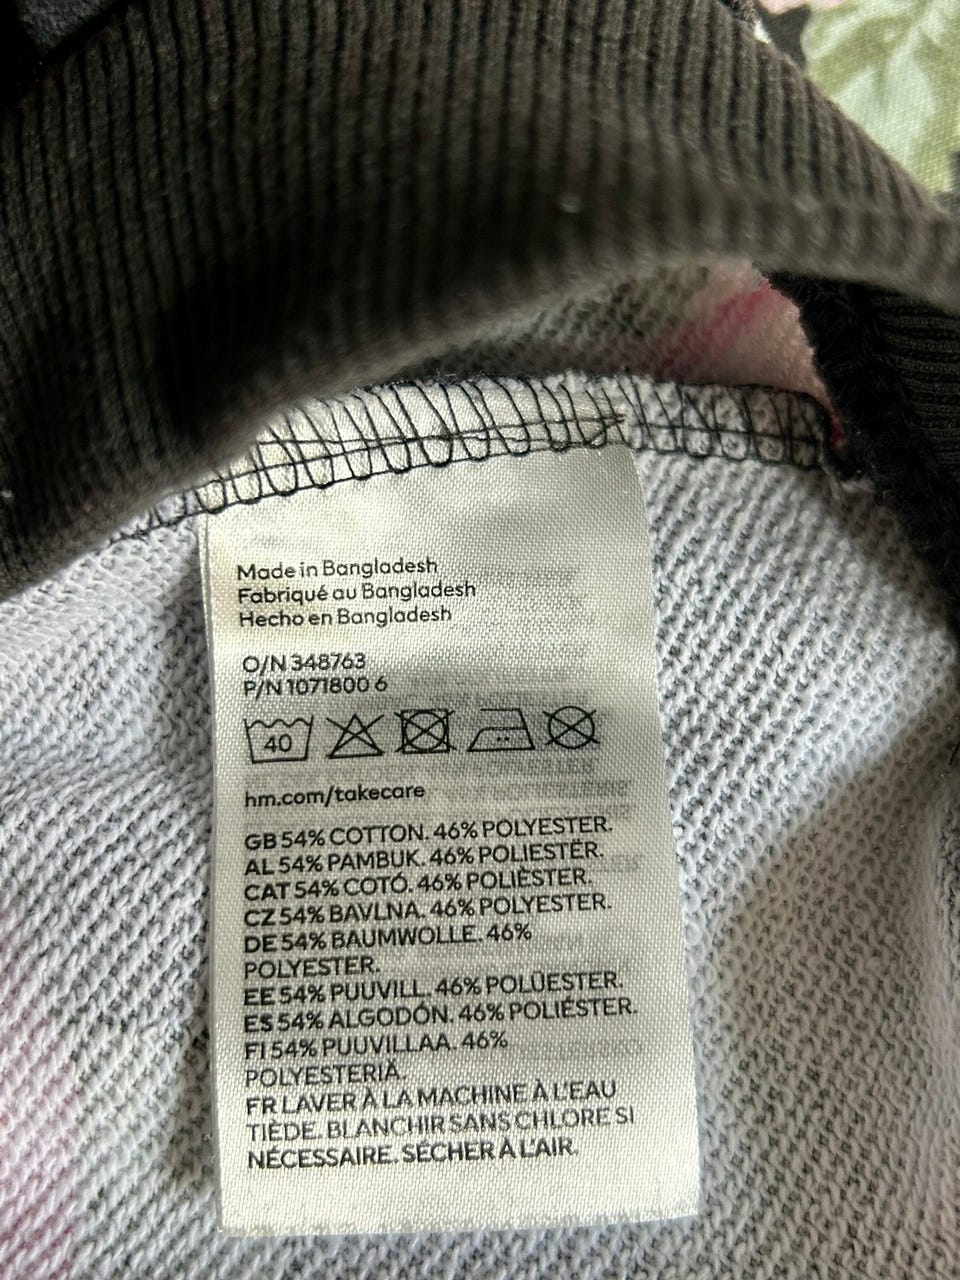 Made in Bangladesh
Fabriqué au Bangladesh
Hecho en Bangladesh
O/N 348763
P/N 1071800 6
40
hm.com/takecare
GB 54% COTTON. 46% POLYESTER.
AL 54% PAMBUK. 46% POLIESTËR.
CAT 54% COTÓ. 46% POLIÈSTER.
CZ 54% BAVLNA. 46% POLYESTER.
DE 54% BAUMWOLLE. 46%
POLYESTER.
EE 54% PUUVILL. 46% POLÜESTER.
ES 54% ALGODÓN. 46% POLIÉSTER.
FI 54% PUUVILLAA. 46%
POLYESTERIÄ.
FR LAVER À LA MACHINE À L'EAU
TIÈDE. BLANCHIR SANS CHLORE SI
NÉCESSAIRE. SÉCHER À L'AIR.